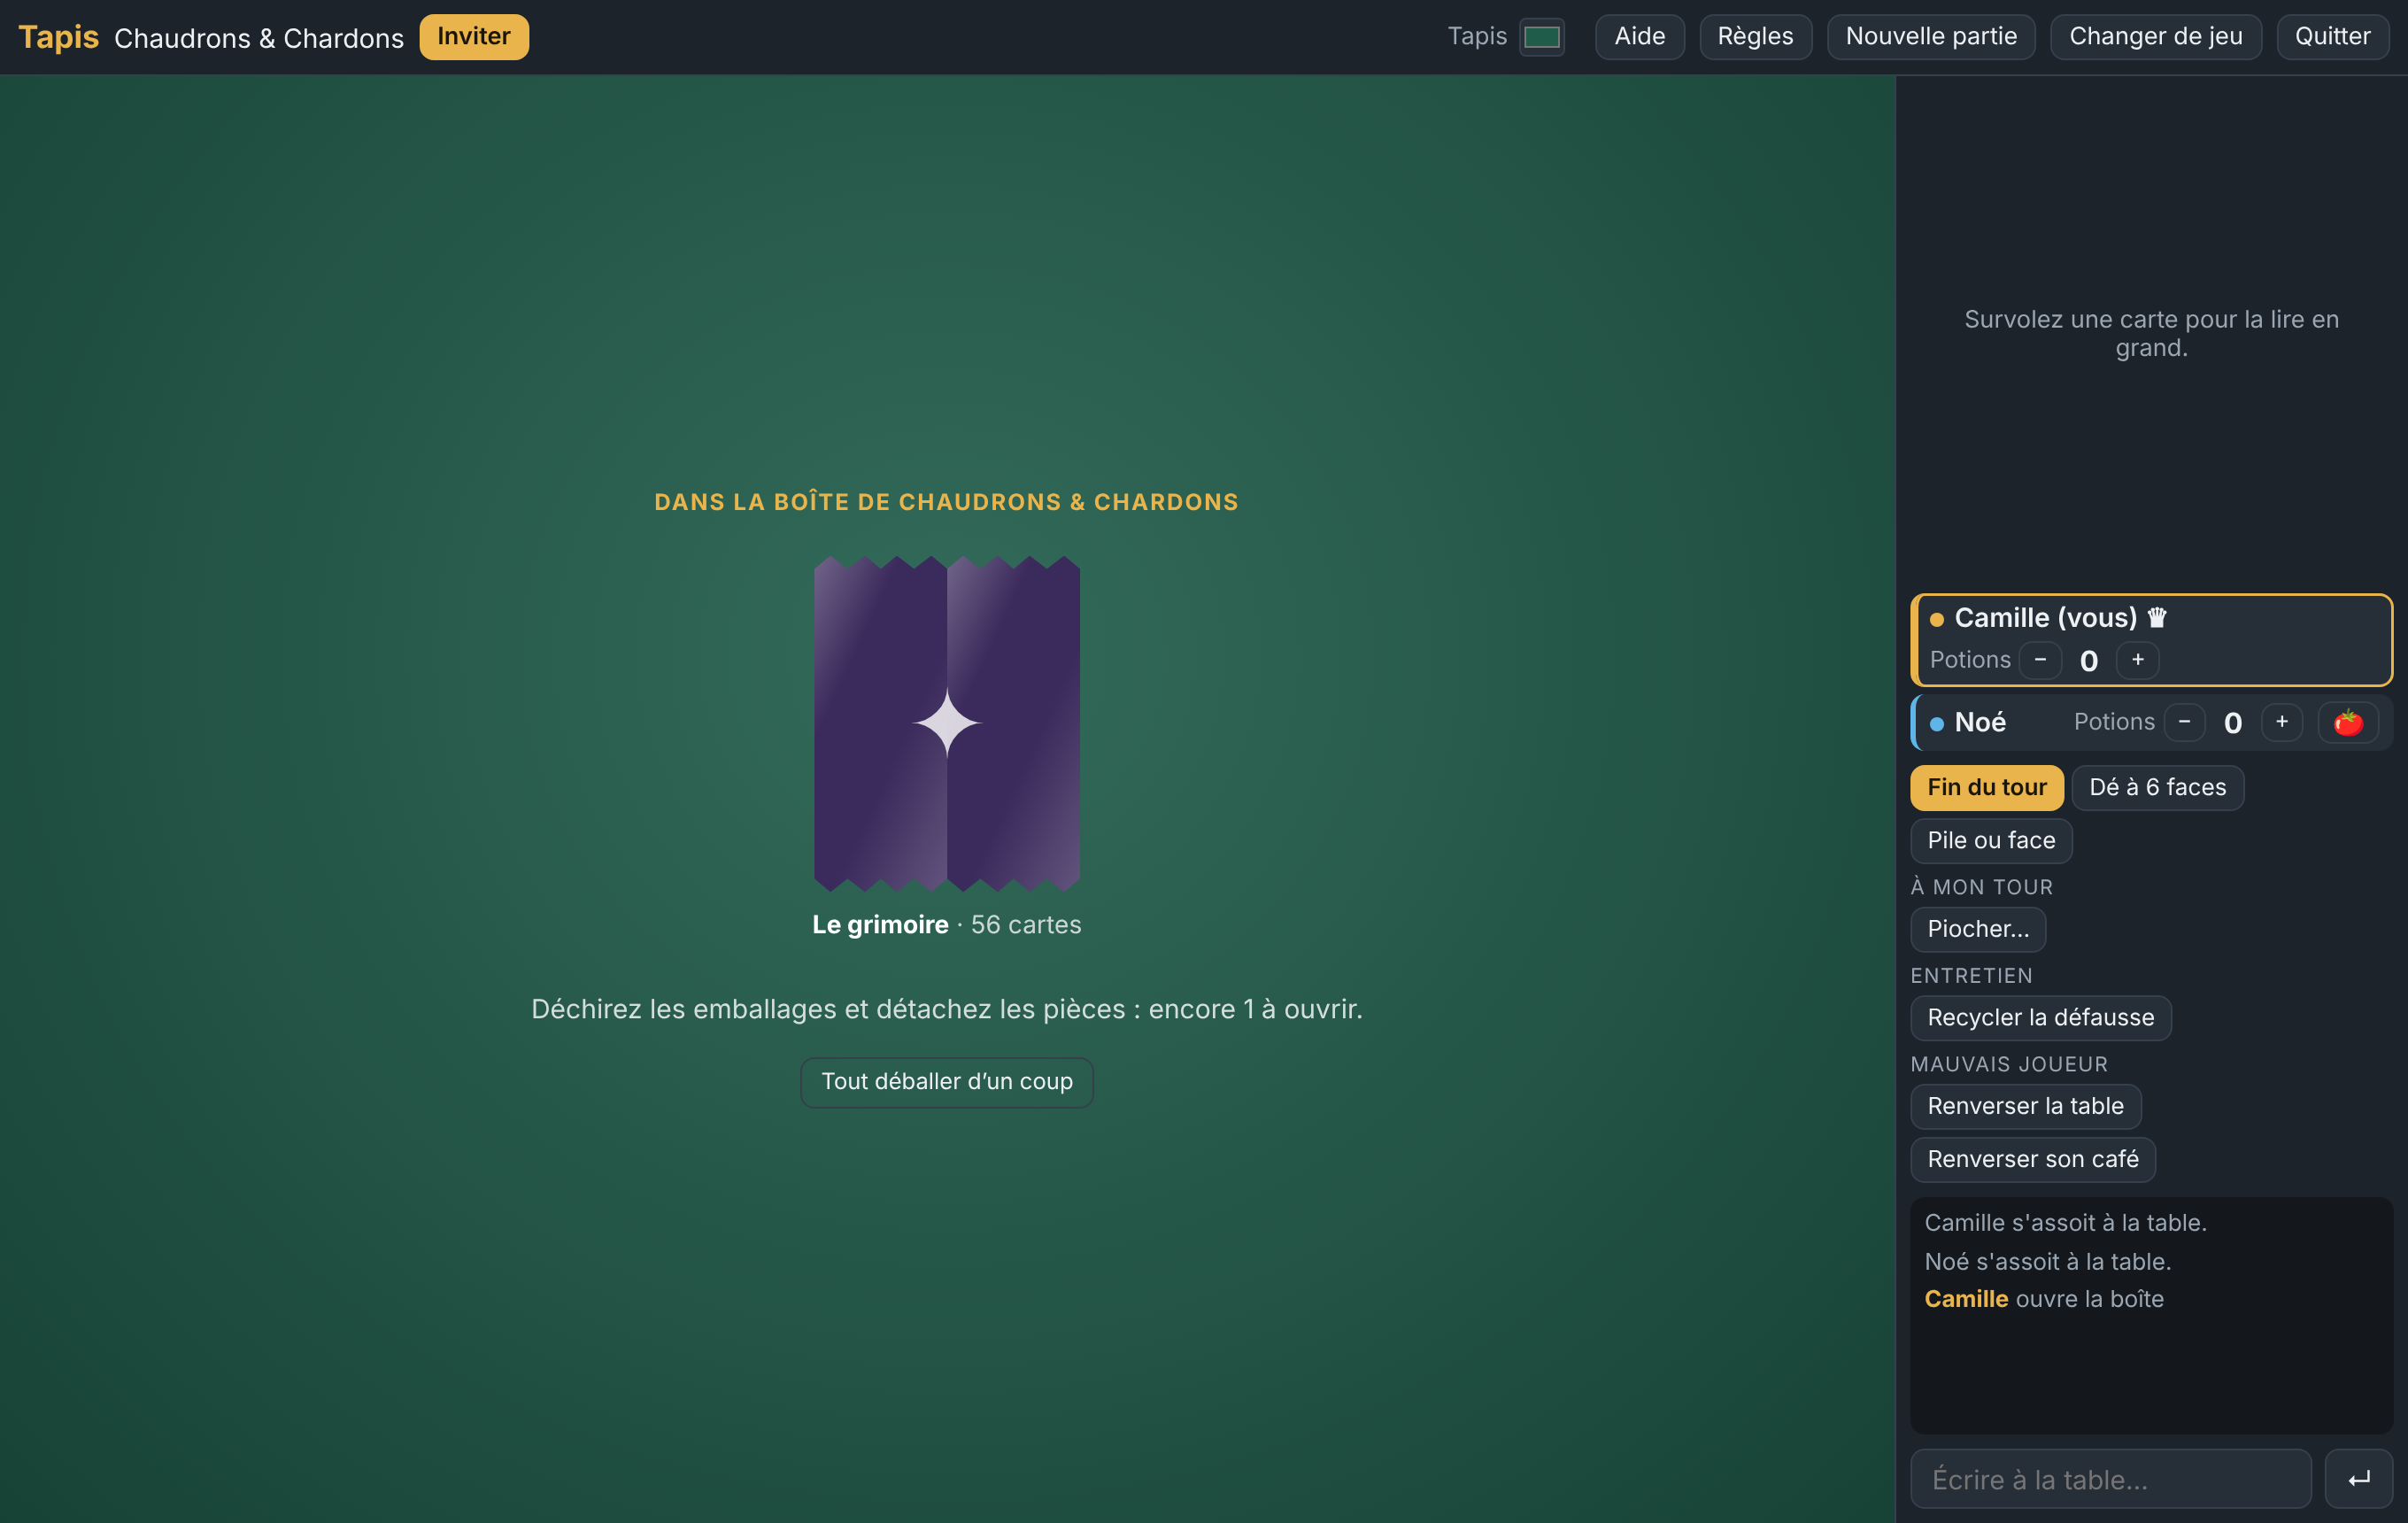 Tapis Chaudrons & Chardons Inviter Tapis Aide Règles Nouvelle partie Changer de jeu Quitter
DANS LA BOÎTE DE CHAUDRONS & CHARDONS
Le grimoire · 56 cartes
Déchirez les emballages et détachez les pièces : encore 1 à ouvrir.
Tout déballer d’un coup
Survolez une carte pour la lire en
grand.
Camille (vous) ♛
Potions − 0 +
Noé Potions − 0 +
Fin du tour Dé à 6 faces
Pile ou face
À MON TOUR
Piocher…
ENTRETIEN
Recycler la défausse
MAUVAIS JOUEUR
Renverser la table
Renverser son café
Camille s'assoit à la table.
Noé s'assoit à la table.
Camille ouvre la boîte
Écrire à la table…